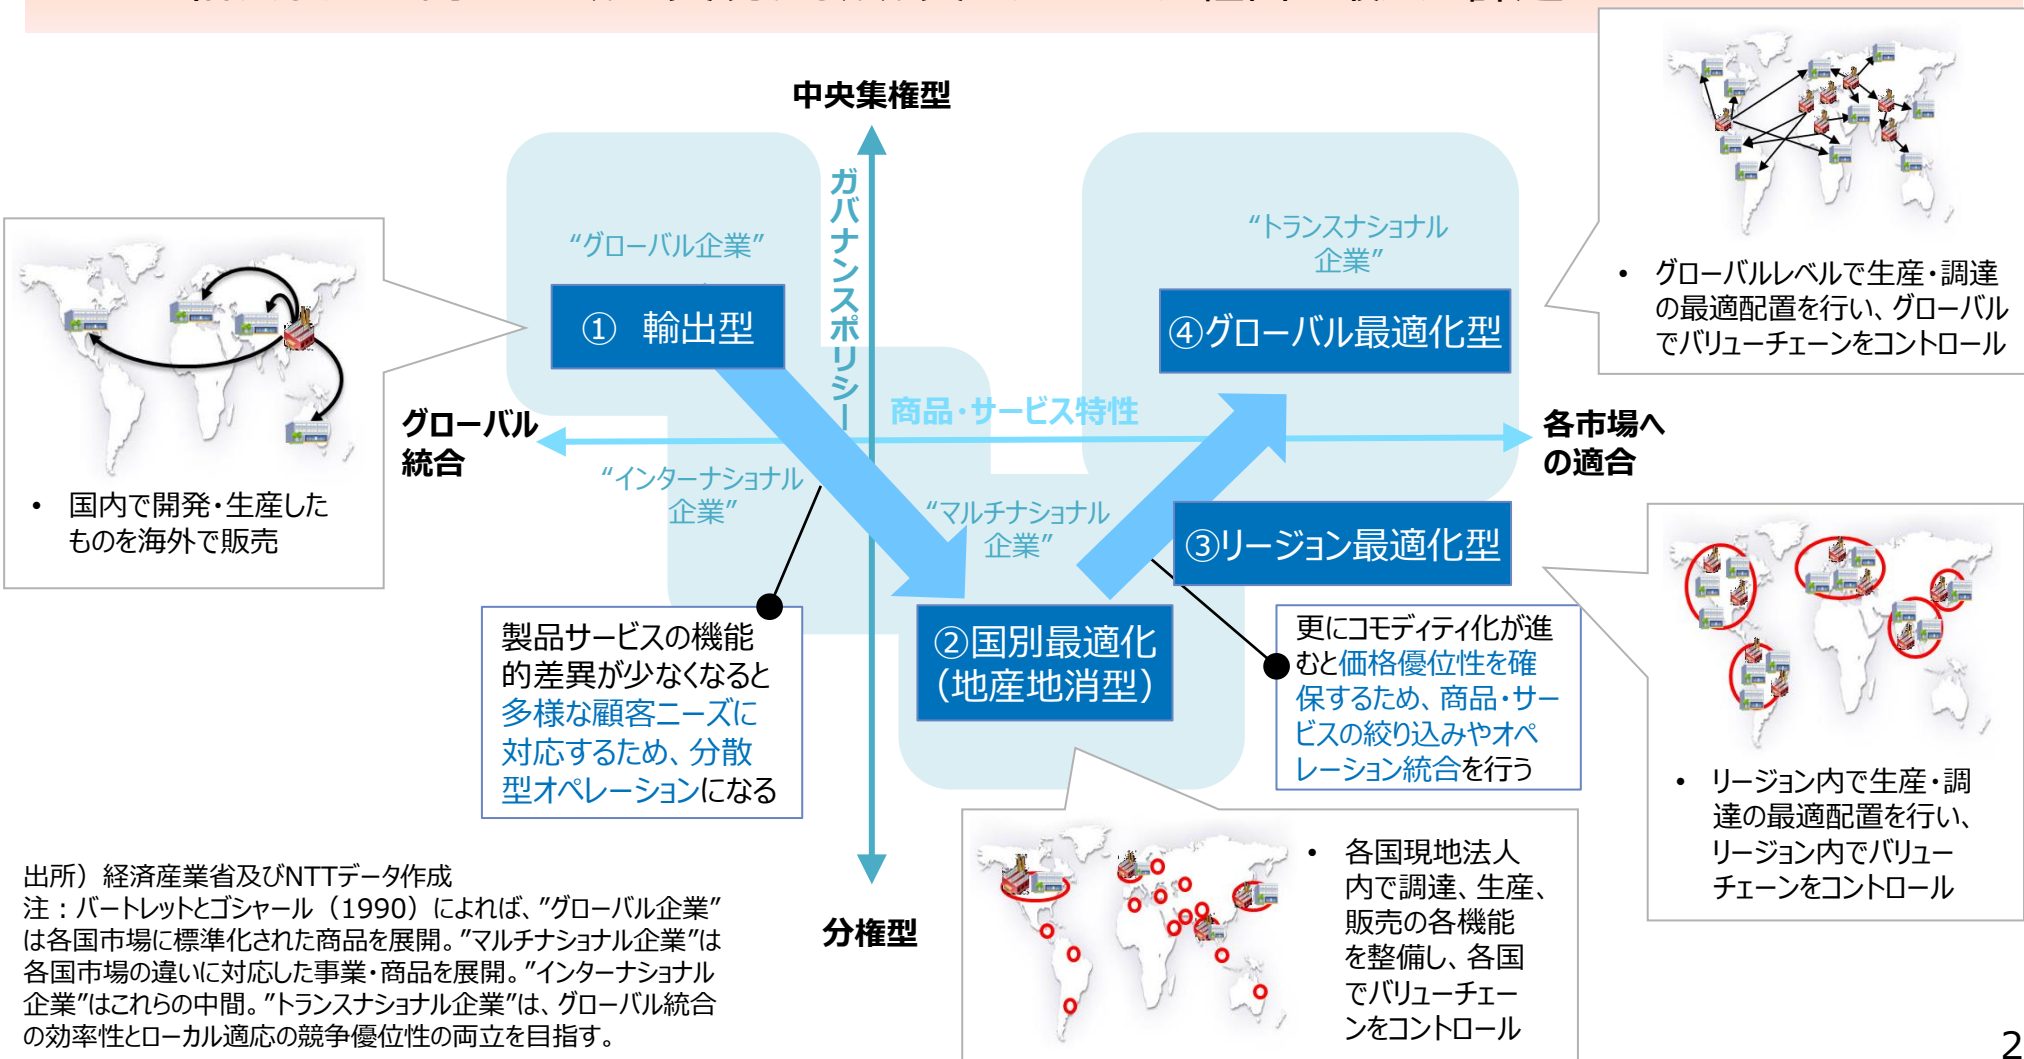 中央集権型
ガバナンスポリシー
“グローバル企業”
① 輸出型
“トランスナショナル
企業”
④グローバル最適化型
• グローバルレベルで生産・調達
の最適配置を行い、グローバル
でバリューチェーンをコントロール
商品・サービス特性
グローバル
統合
各市場へ
の適合
• 国内で開発・生産した
ものを海外で販売
“インターナショナル
企業”
“マルチナショナル
企業”
③リージョン最適化型
製品サービスの機能
的差異が少なくなると
多様な顧客ニーズに
対応するため、分散
型オペレーションになる
②国別最適化
（地産地消型）
更にコモディティ化が進
むと価格優位性を確
保するため、商品・サー
ビスの絞り込みやオペ
レーション統合を行う
• リージョン内で生産・調
達の最適配置を行い、
リージョン内でバリュー
チェーンをコントロール
• 各国現地法人
内で調達、生産、
販売の各機能
を整備し、各国
でバリューチェー
ンをコントロール
分権型
出所）経済産業省及びNTTデータ作成
注：バートレットとゴシャール（1990）によれば、”グローバル企業”
は各国市場に標準化された商品を展開。”マルチナショナル企業”は
各国市場の違いに対応した事業・商品を展開。”インターナショナル
企業”はこれらの中間。”トランスナショナル企業”は、グローバル統合
の効率性とローカル適応の競争優位性の両立を目指す。
2